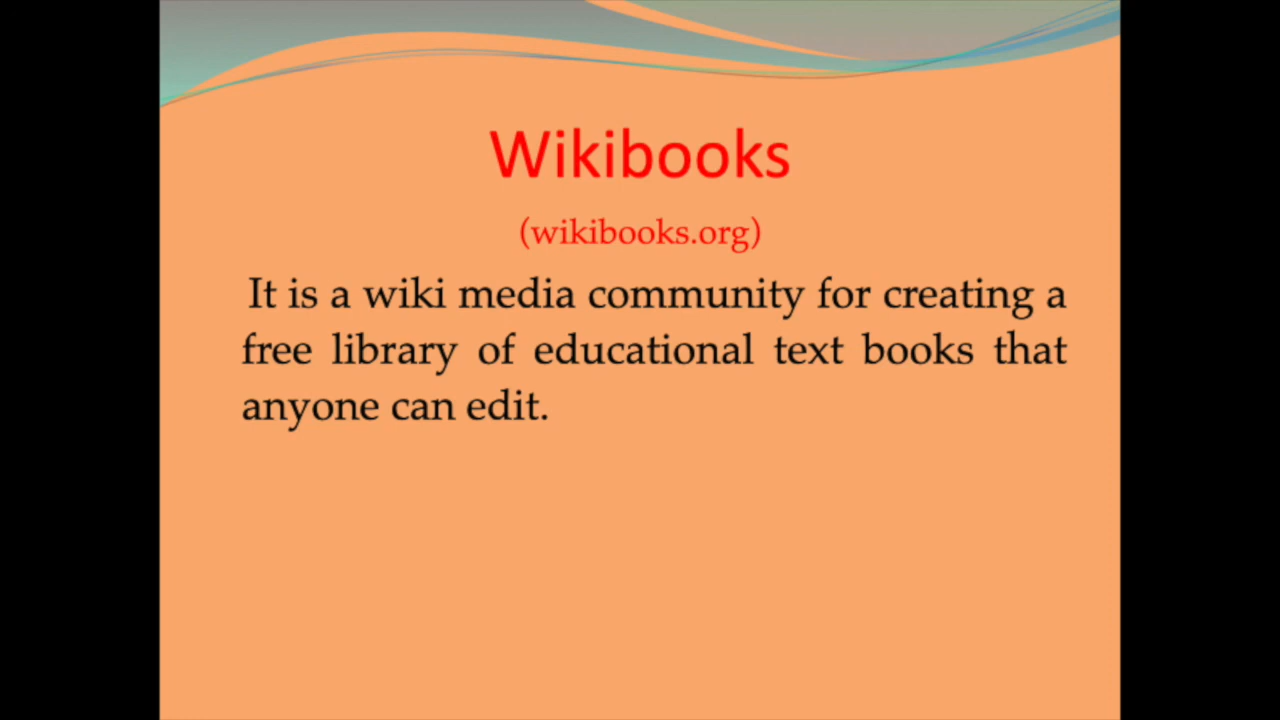 Wikibooks
(wikibooks.org)
It is a wiki media community for creating a
free library of educational text books that
anyone can edit.